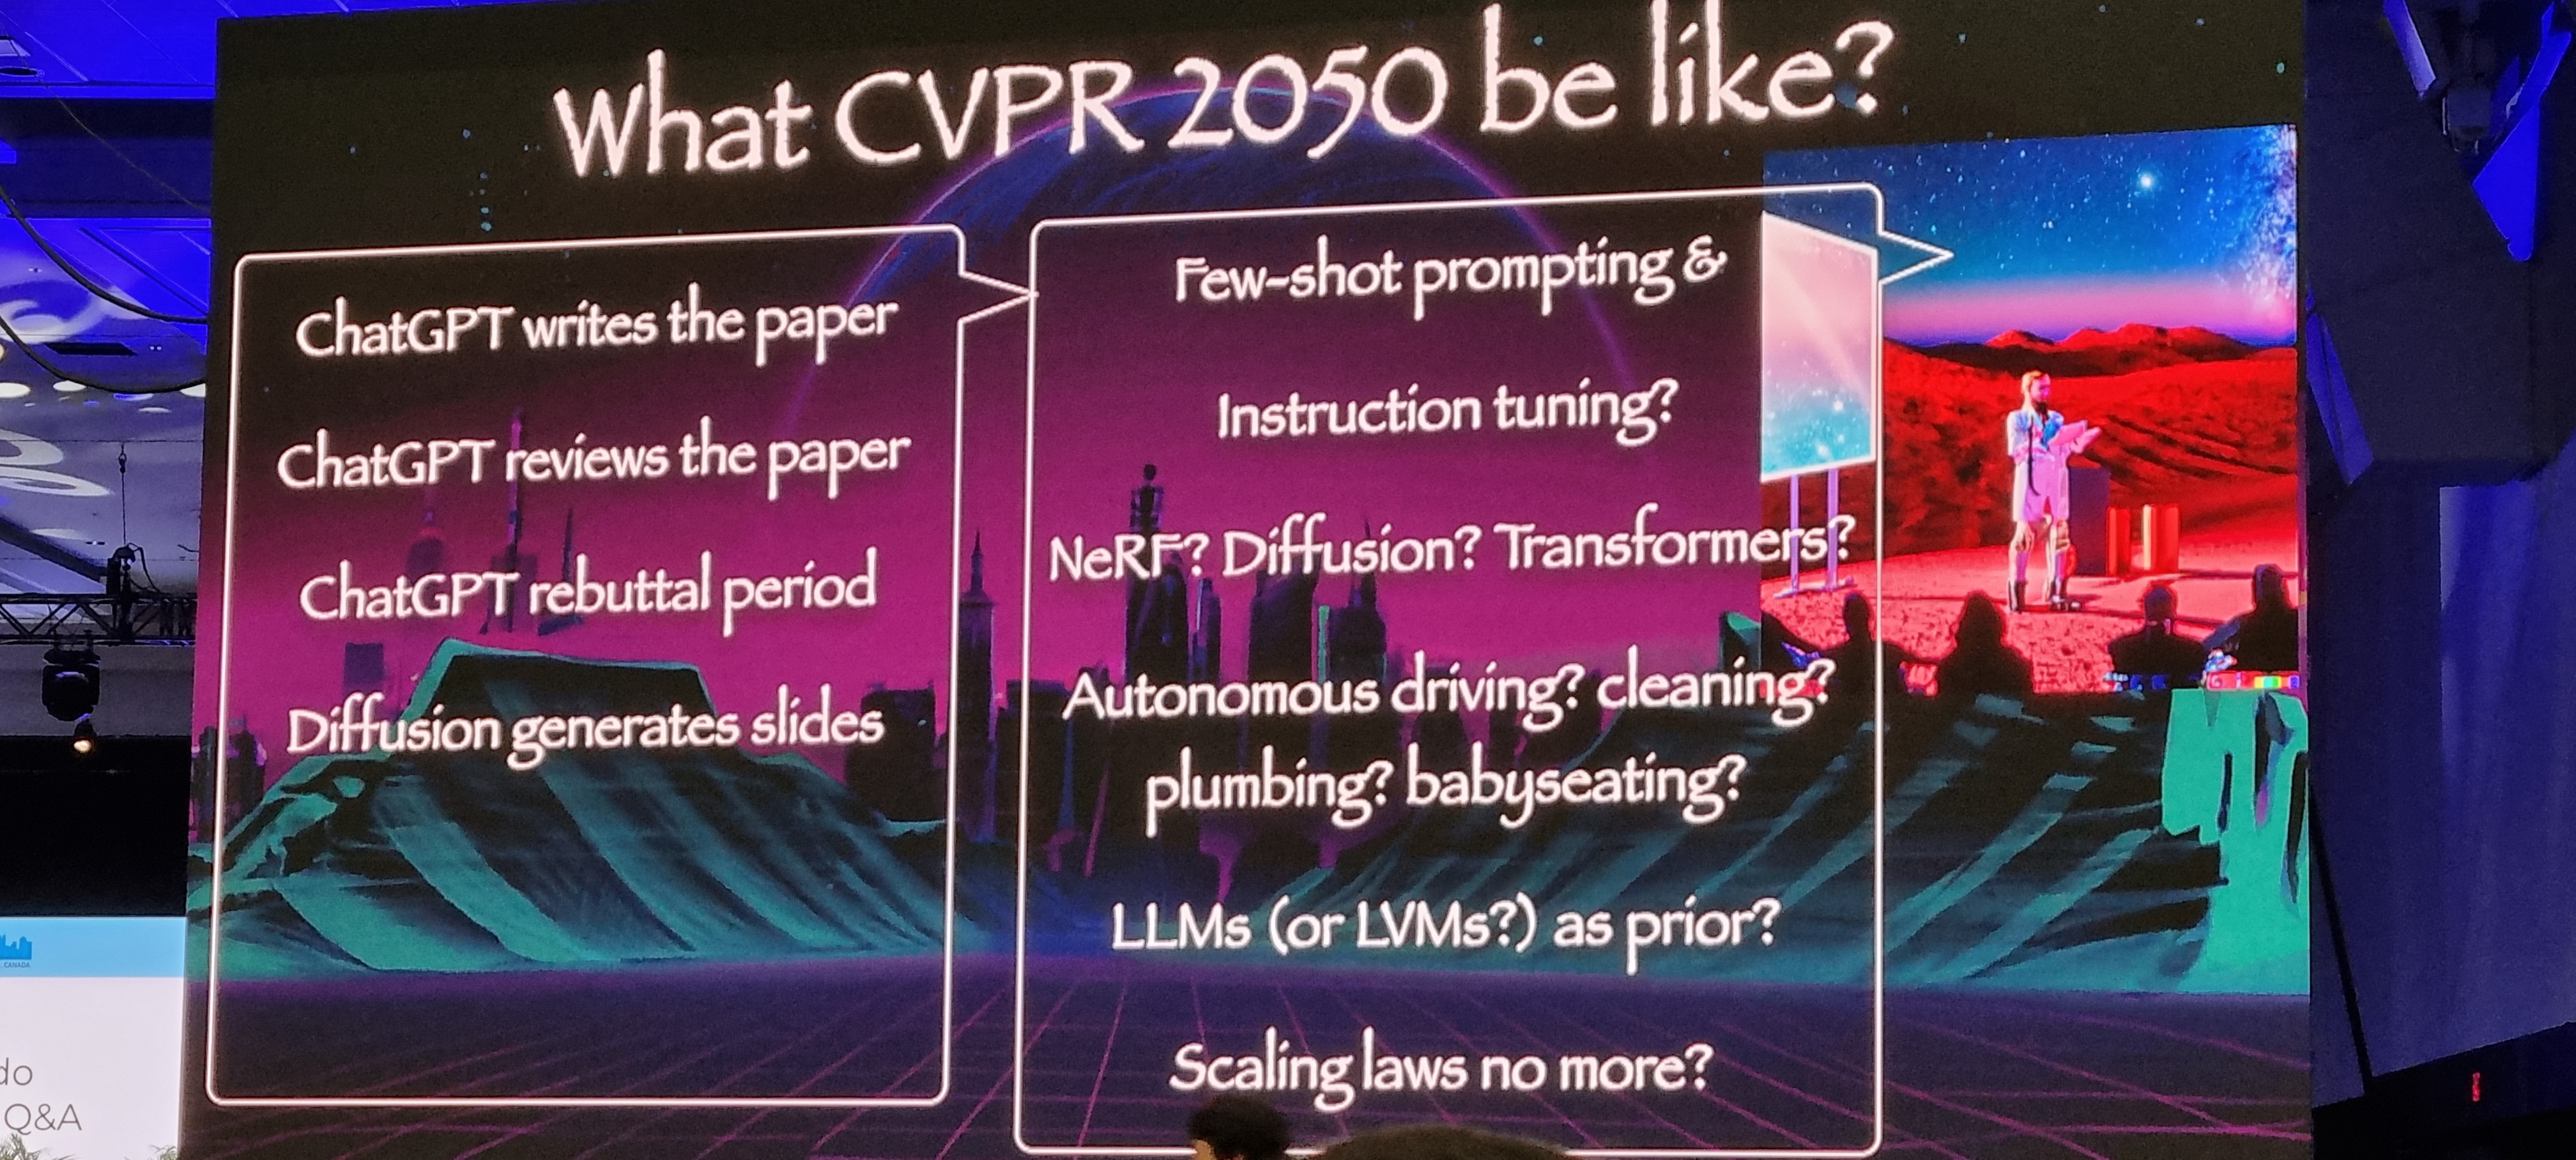 What CVPR 2050 be like?
ChatGPT writes the paper
ChatGPT reviews the paper
ChatGPT rebuttal period
Diffusion generates slides
Few-shot prompting &
Instruction tuning?
NeRF? Diffusion? Transformers?
Autonomous driving? cleaning?
plumbing? babyseating?
LLMs (or LVMs?) as prior?
Scaling laws no more?
CANADA
do
Q&A